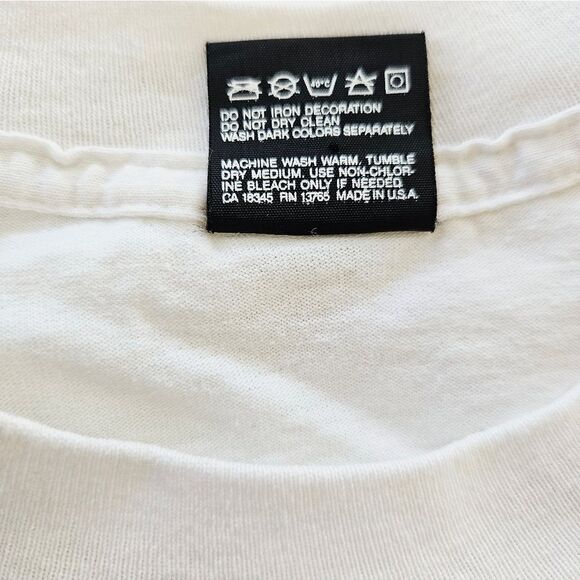 40°C
DO NOT IRON DECORATION
DO NOT DRY CLEAN
WASH DARK COLORS SEPARATELY
MACHINE WASH WARM. TUMBLE
DRY MEDIUM. USE NON-CHLOR-
INE BLEACH ONLY IF NEEDED.
CA 18345 RN 13765 MADE IN U.S.A.